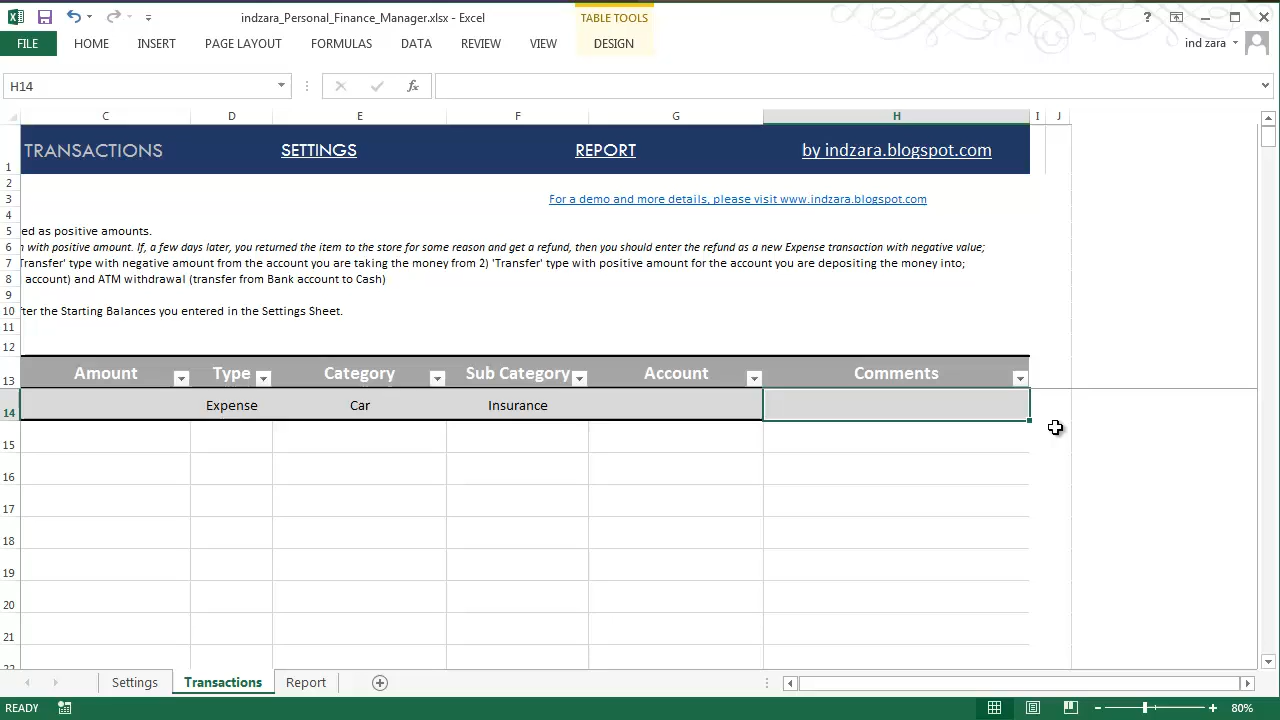 indzara_Personal_Finance_Manager.xlsx - Excel
TABLE TOOLS
?
FILE HOME INSERT PAGE LAYOUT FORMULAS DATA REVIEW VIEW DESIGN
ind zara
H14
fx
C D E F G H I J
1 TRANSACTIONS SETTINGS REPORT by indzara.blogspot.com
2
3 For a demo and more details, please visit www.indzara.blogspot.com
4
5 ed as positive amounts.
6 with positive amount. If, a few days later, you returned the item to the store for some reason and get a refund, then you should enter the refund as a new Expense transaction with negative value;
7 Transfer' type with negative amount from the account you are taking the money from 2) 'Transfer' type with positive amount for the account you are depositing the money into;
8 account) and ATM withdrawal (transfer from Bank account to Cash)
9
10 fter the Starting Balances you entered in the Settings Sheet.
11
12
13 Amount Type Category Sub Category Account Comments
14 Expense Car Insurance
15
16
17
18
19
20
21
22
Settings Transactions Report
READY 80%